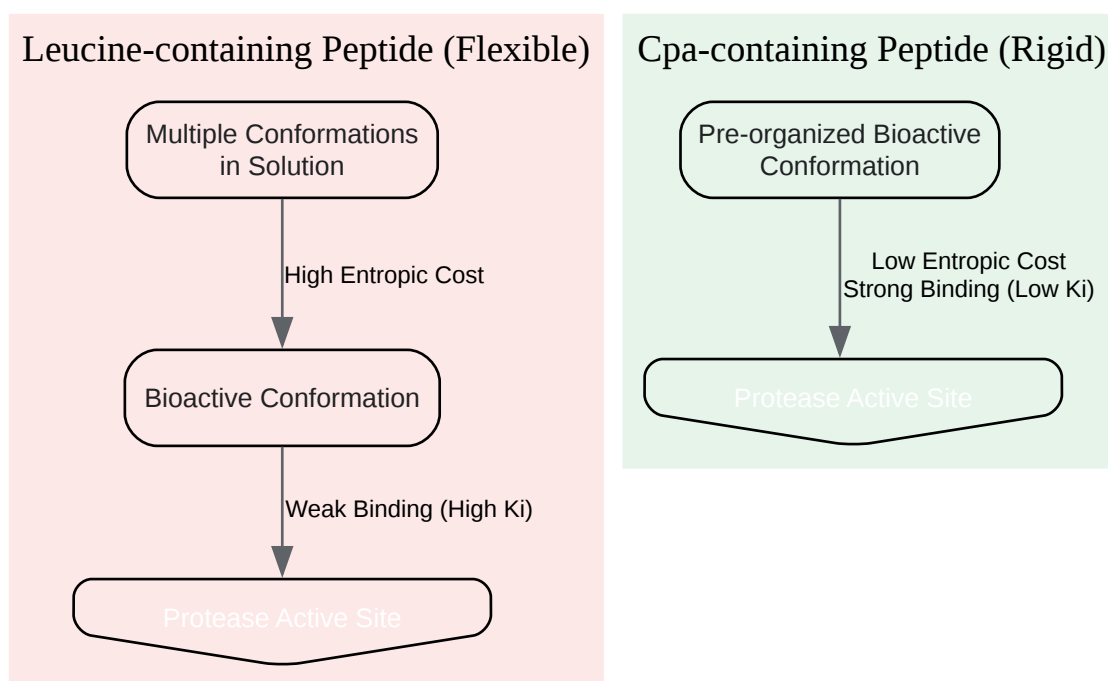 Leucine-containing Peptide (Flexible)
Multiple Conformations
in Solution
High Entropic Cost
Bioactive Conformation
Weak Binding (High Ki)
Protease Active Site
Cpa-containing Peptide (Rigid)
Pre-organized Bioactive
Conformation
Low Entropic Cost
Strong Binding (Low Ki)
Protease Active Site